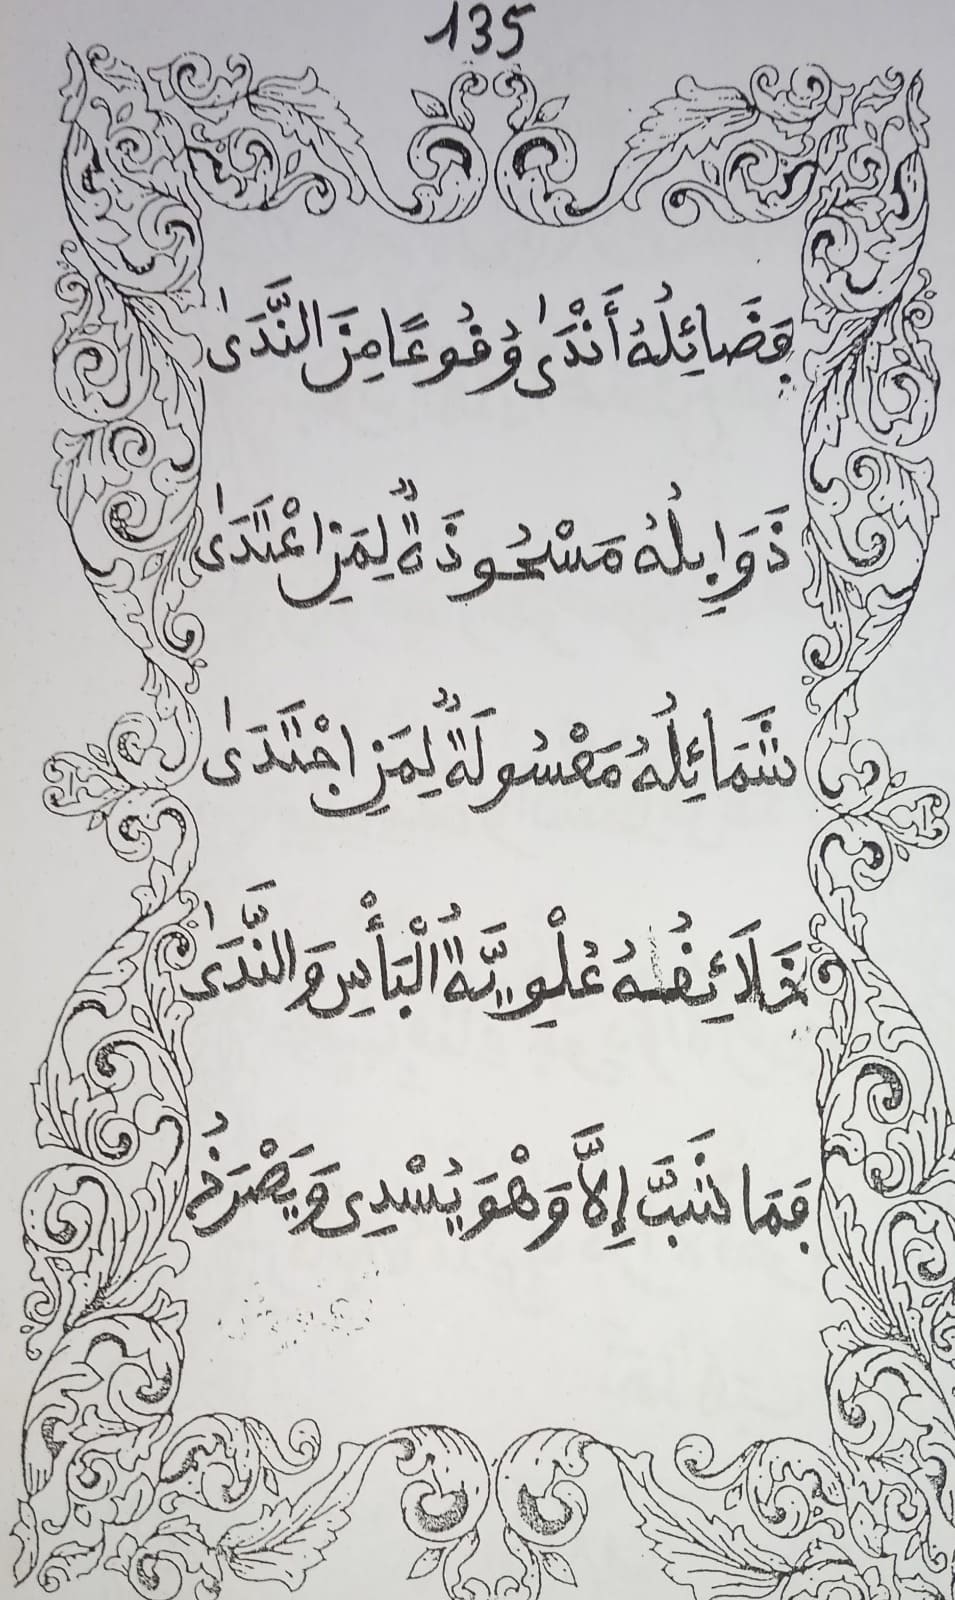 135
فَضَائِلُهُ أَنْدَىٰ وُقُوعًا مِنَ النَّدَىٰ
ذَوَابِلُهُ مَسْحُوذَةٌ لِمَنِ اعْتَدَىٰ
شَمَائِلُهُ مَعْسُولَةٌ لِمَنِ اجْتَدَىٰ
خَلَائِقُهُ عُلْوِيَّةُ الْبَأْسِ وَالنَّدَىٰ
فَمَا شَبَّ إِلَّا وَهْوَ يُسْدِي وَيَصْرَفُ